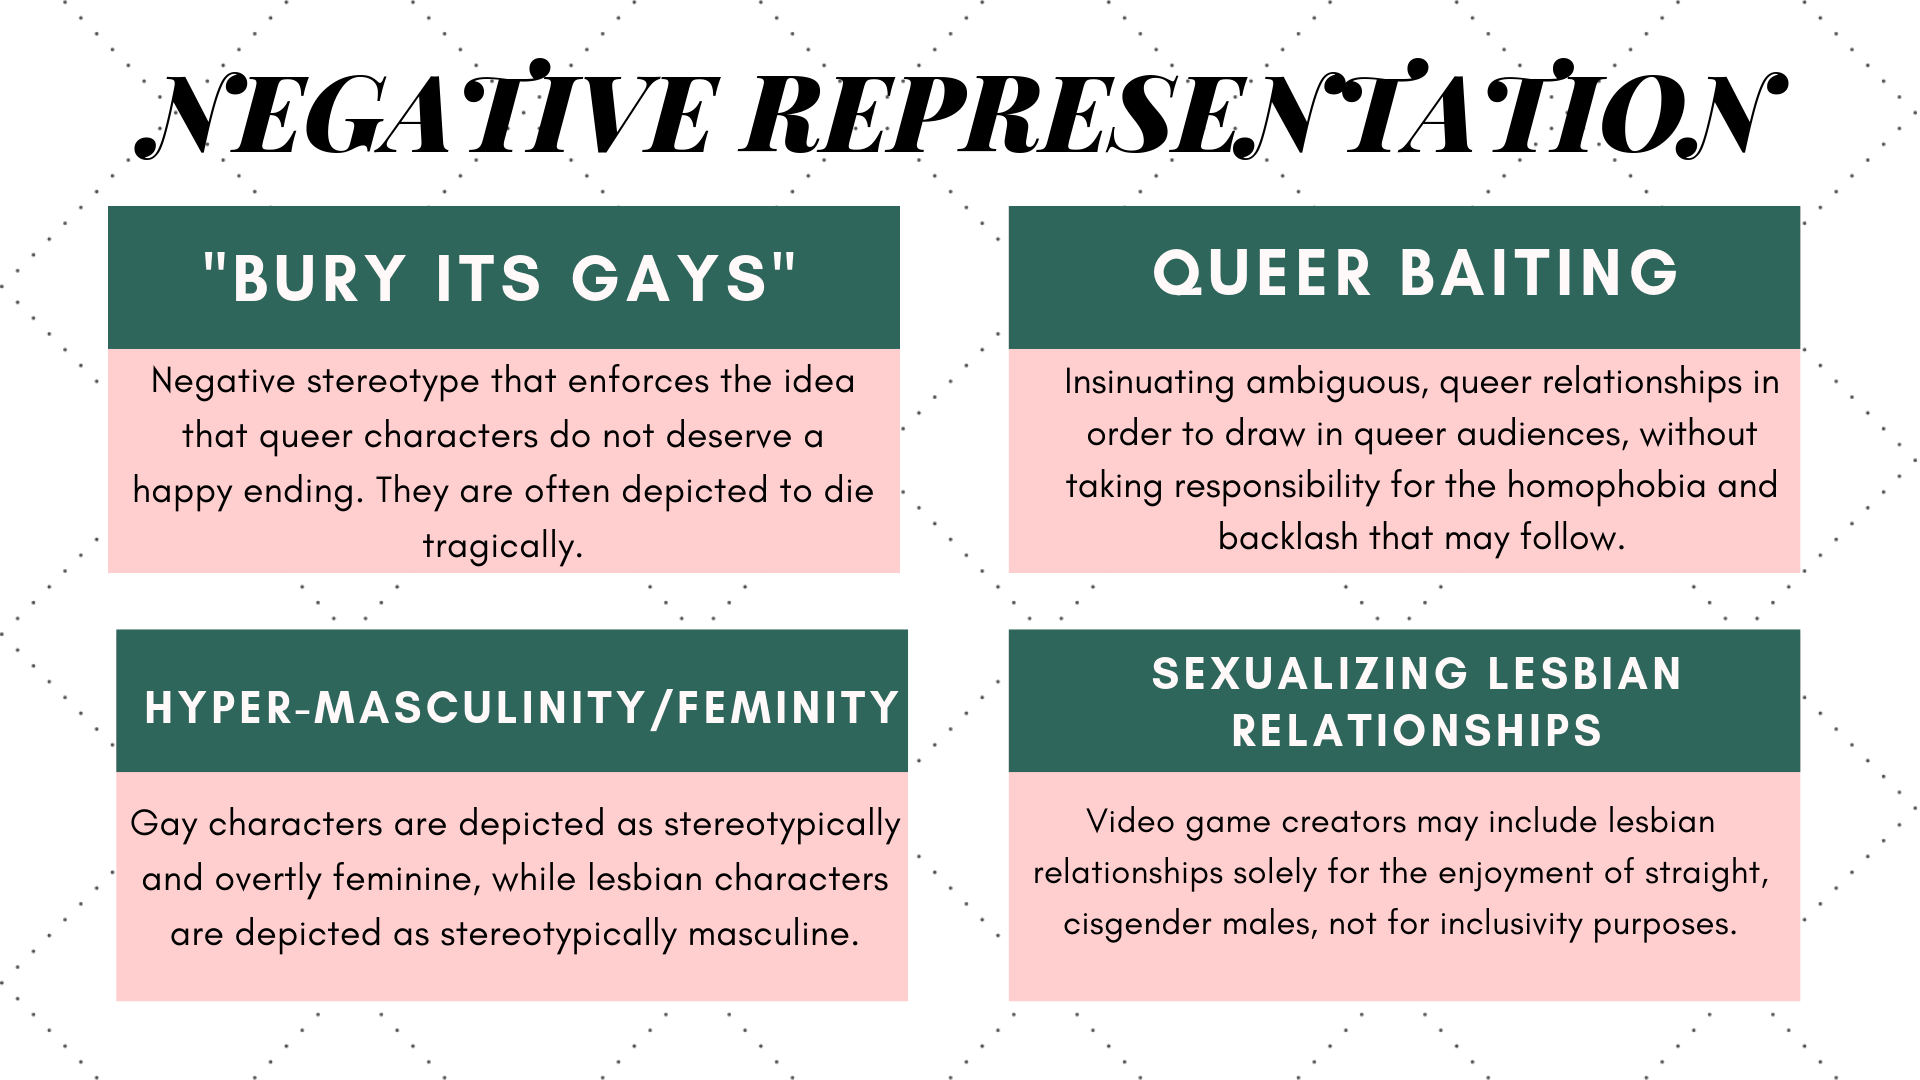 NEGATIVE REPRESENTATION
"BURY ITS GAYS"
Negative stereotype that enforces the idea
that queer characters do not deserve a
happy ending. They are often depicted to die
tragically.
QUEER BAITING
Insinuating ambiguous, queer relationships in
order to draw in queer audiences, without
taking responsibility for the homophobia and
backlash that may follow.
HYPER-MASCULINITY/FEMINITY
Gay characters are depicted as stereotypically
and overtly feminine, while lesbian characters
are depicted as stereotypically masculine.
SEXUALIZING LESBIAN
RELATIONSHIPS
Video game creators may include lesbian
relationships solely for the enjoyment of straight,
cisgender males, not for inclusivity purposes.